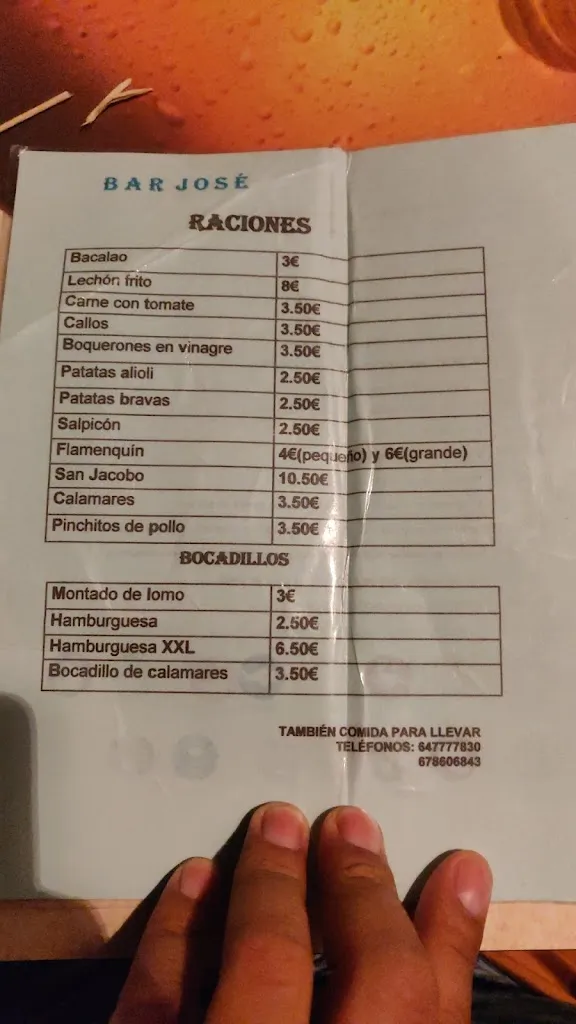 BAR JOSÉ
RACIONES
Bacalao 3€
Lechón frito 8€
Carne con tomate 3.50€
Callos 3.50€
Boquerones en vinagre 3.50€
Patatas alioli 2.50€
Patatas bravas 2.50€
Salpicón 2.50€
Flamenquín 4€(pequeño) y 6€(grande)
San Jacobo 10.50€
Calamares 3.50€
Pinchitos de pollo 3.50€
BOCADILLOS
Montado de lomo 3€
Hamburguesa 2.50€
Hamburguesa XXL 6.50€
Bocadillo de calamares 3.50€
TAMBIÉN COMIDA PARA LLEVAR
TELÉFONOS: 647777830
678606843